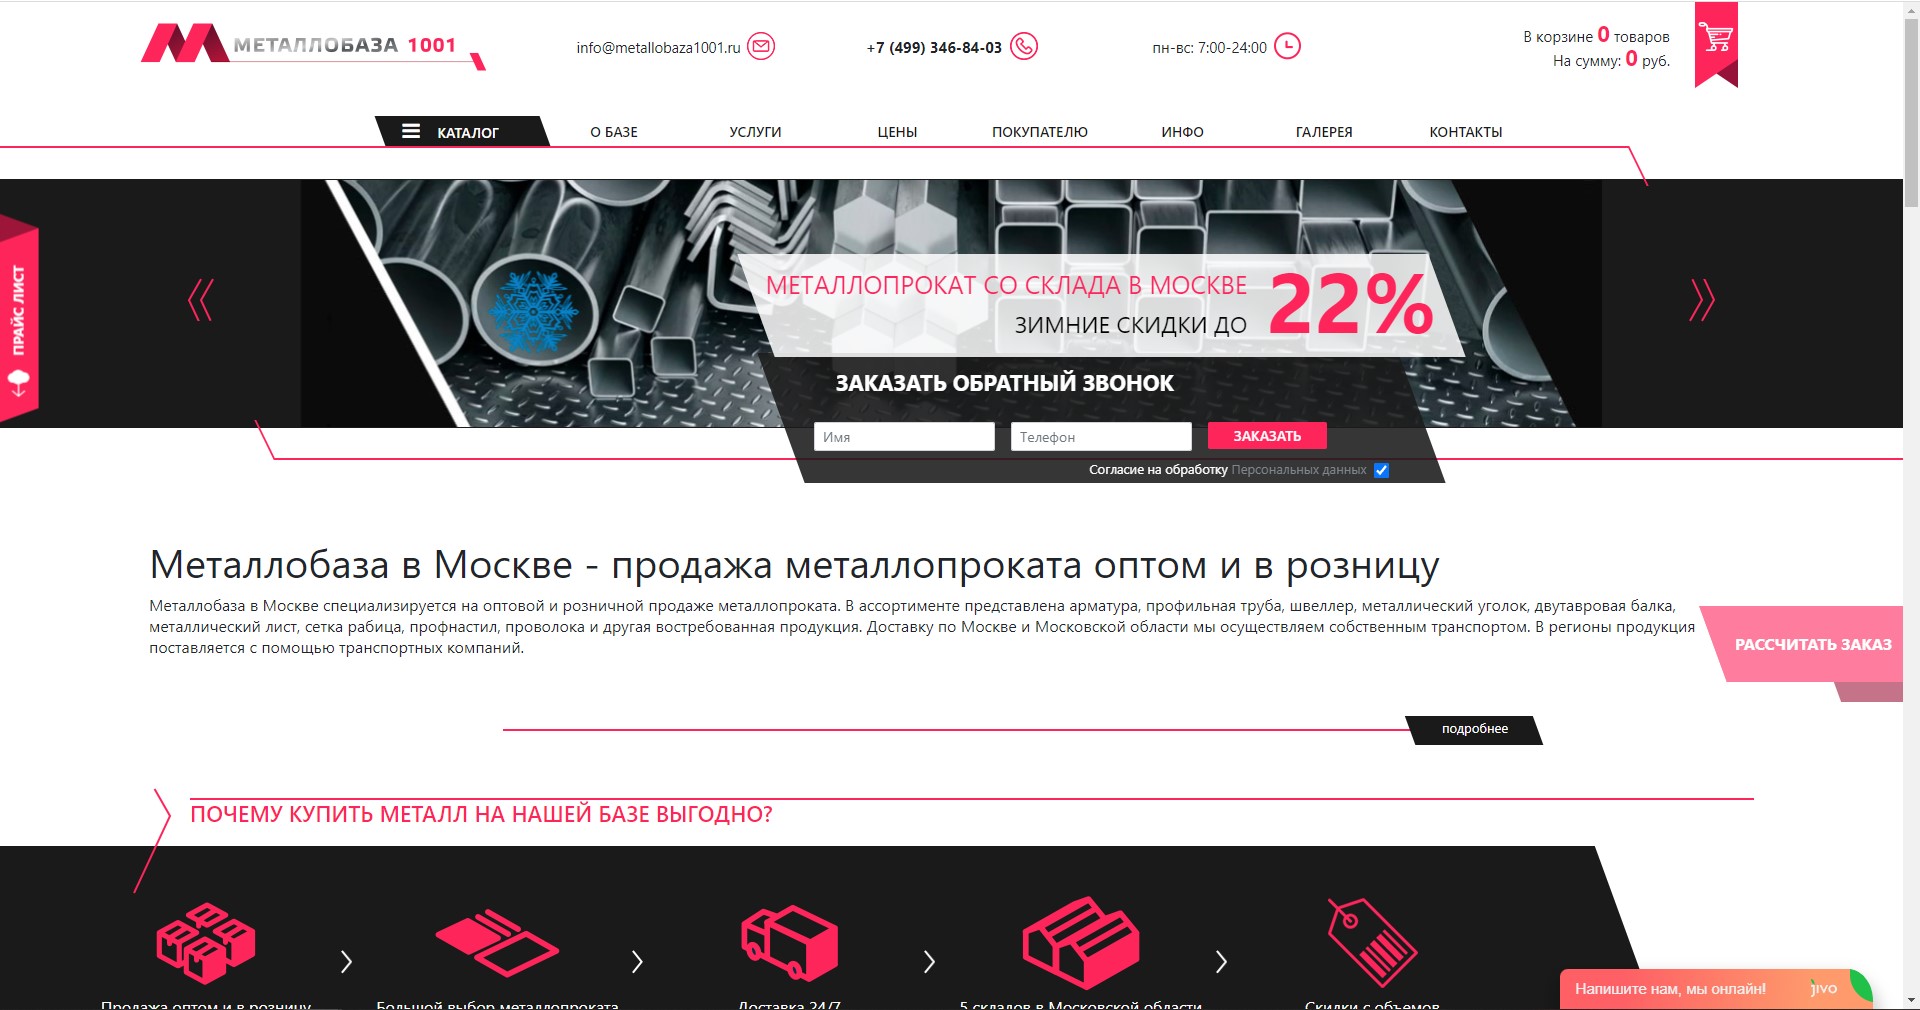 МЕТАЛЛОБАЗА 1001
info@metallobaza1001.ru
+7 (499) 346-84-03
пн-вс: 7:00-24:00
В корзине 0 товаров
На сумму: 0 руб.
КАТАЛОГ
О БАЗЕ
УСЛУГИ
ЦЕНЫ
ПОКУПАТЕЛЮ
ИНФО
ГАЛЕРЕЯ
КОНТАКТЫ
ПРАЙС ЛИСТ
МЕТАЛЛОПРОКАТ СО СКЛАДА В МОСКВЕ
ЗИМНИЕ СКИДКИ ДО 22%
ЗАКАЗАТЬ ОБРАТНЫЙ ЗВОНОК
Имя
Телефон
ЗАКАЗАТЬ
Согласие на обработку Персональных данных
Металлобаза в Москве - продажа металлопроката оптом и в розницу
Металлобаза в Москве специализируется на оптовой и розничной продаже металлопроката. В ассортименте представлена арматура, профильная труба, швеллер, металлический уголок, двутавровая балка,
металлический лист, сетка рабица, профнастил, проволока и другая востребованная продукция. Доставку по Москве и Московской области мы осуществляем собственным транспортом. В регионы продукция
поставляется с помощью транспортных компаний.
РАССЧИТАТЬ ЗАКАЗ
подробнее
ПОЧЕМУ КУПИТЬ МЕТАЛЛ НА НАШЕЙ БАЗЕ ВЫГОДНО?
Продажа оптом и в розницу
Большой выбор металлопроката
Доставка 24/7
5 складов в Московской области
Скидки с объемов
Напишите нам, мы онлайн!
jivo